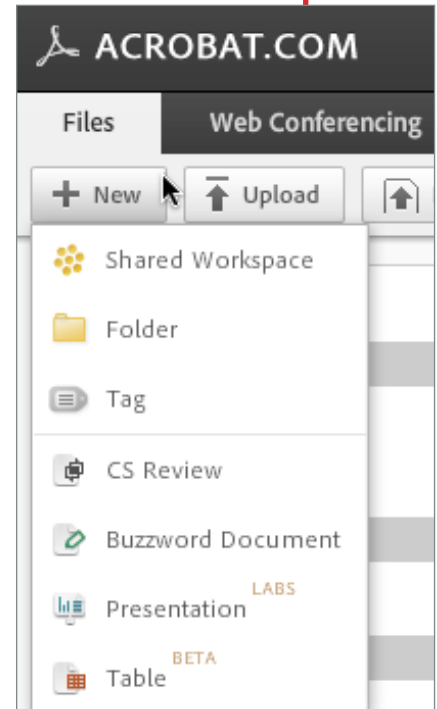 ACROBAT.COM
Files Web Conferencing
New Upload
Shared Workspace
Folder
Tag
CS Review
Buzzword Document
Presentation LABS
Table BETA